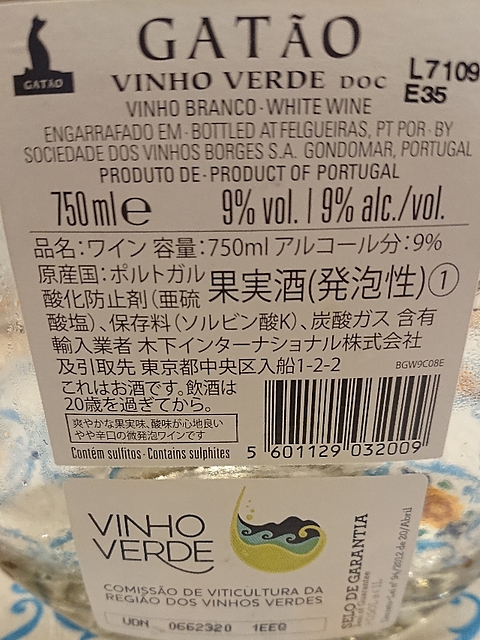 GATÃO
GATÃO
VINHO VERDE DOC
L7109
E35
VINHO BRANCO · WHITE WINE
ENGARRAFADO EM · BOTTLED AT FELGUEIRAS, PT POR · BY
SOCIEDADE DOS VINHOS BORGES S.A. GONDOMAR, PORTUGAL
PRODUTO DE · PRODUCT OF PORTUGAL
750 ml e 9% vol. | 9% alc./vol.
品名:ワイン 容量:750ml アルコール分:9%
原産国:ポルトガル 果実酒(発泡性)①
酸化防止剤(亜硫
酸塩)、保存料(ソルビン酸K)、炭酸ガス 含有
輸入業者 木下インターナショナル株式会社
及引取先 東京都中央区入船1-2-2
BGW9C08E
これはお酒です。飲酒は
20歳を過ぎてから。
爽やかな果実味、酸味が心地良い
やや辛口の微発泡ワインです
Contém sulfitos · Contains sulphites
5 601129 032009
VINHO
VERDE
COMISSÃO DE VITICULTURA DA
REGIÃO DOS VINHOS VERDES
UDN 0662320 1EEQ
SELO DE GARANTIA